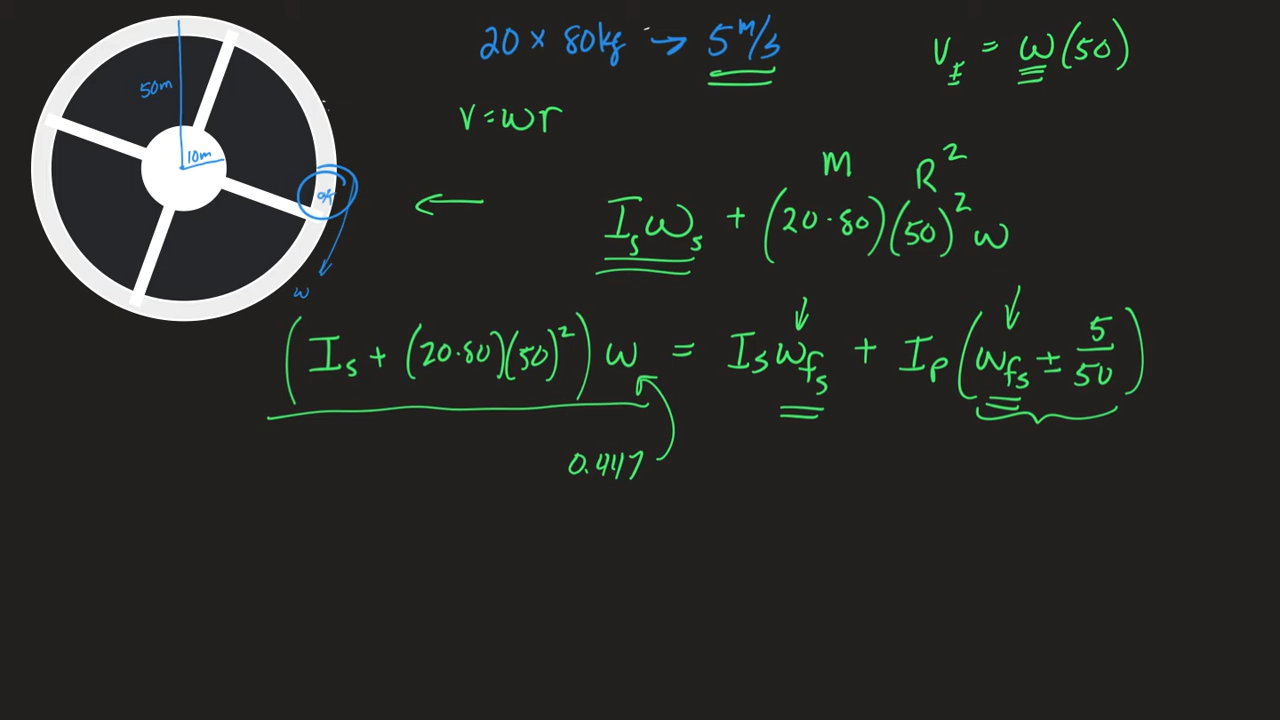 20 × 80kg → 5 m/s
V_f = ω(50)
50m
V = ωr
10m
M R²
← I_s ω_s + (20·80)(50)² ω
ω
(I_s + (20·80)(50)²) ω = I_s ω_fs + I_p (ω_fs ± 5/50)
0.447